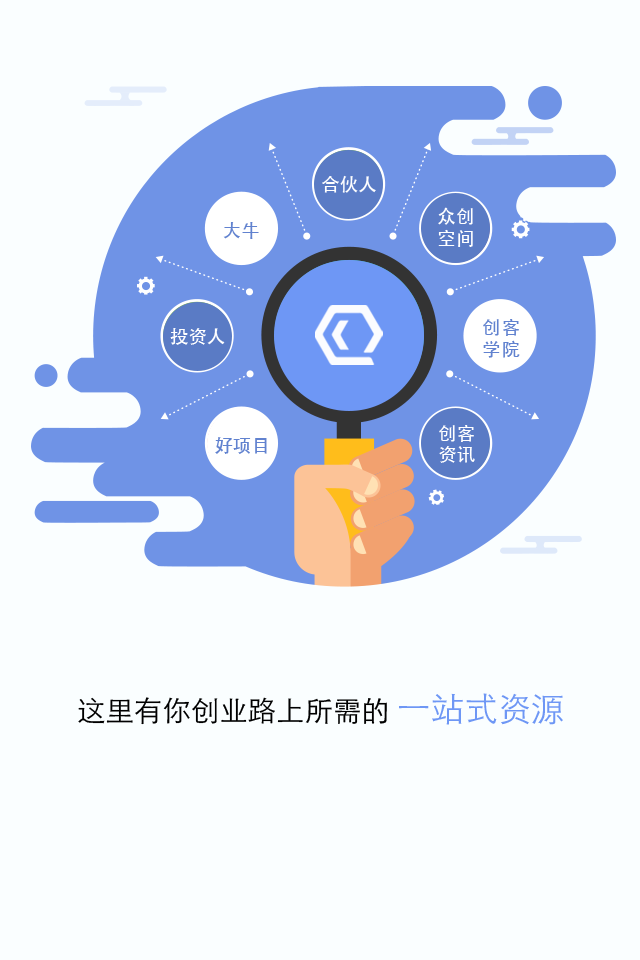 合伙人
大牛
众创
空间
投资人
创客
学院
好项目
创客
资讯
这里有你创业路上所需的 一站式资源